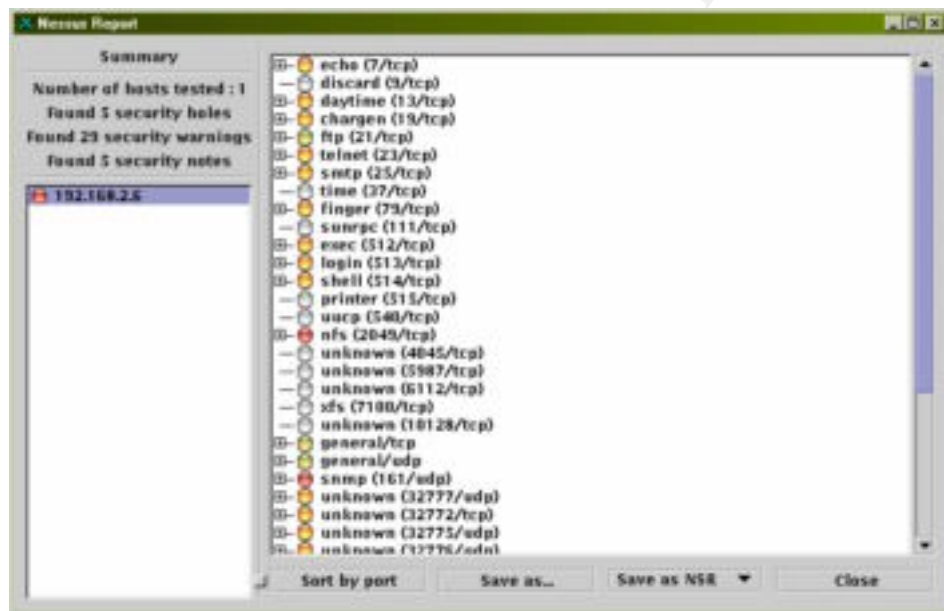 Nessus Report
Summary
Number of hosts tested : 1
Found 5 security holes
Found 29 security warnings
Found 5 security notes
192.168.2.6
echo (7/tcp)
discard (9/tcp)
daytime (13/tcp)
chargen (19/tcp)
ftp (21/tcp)
telnet (23/tcp)
smtp (25/tcp)
time (37/tcp)
finger (79/tcp)
sunrpc (111/tcp)
exec (512/tcp)
login (513/tcp)
shell (514/tcp)
printer (515/tcp)
uucp (540/tcp)
nfs (2049/tcp)
unknown (4045/tcp)
unknown (5987/tcp)
unknown (6112/tcp)
xfs (7100/tcp)
unknown (10128/tcp)
general/tcp
general/udp
snmp (161/udp)
unknown (32777/udp)
unknown (32772/tcp)
unknown (32775/udp)
unknown (32776/udp)
Sort by port
Save as...
Save as NSR
Close